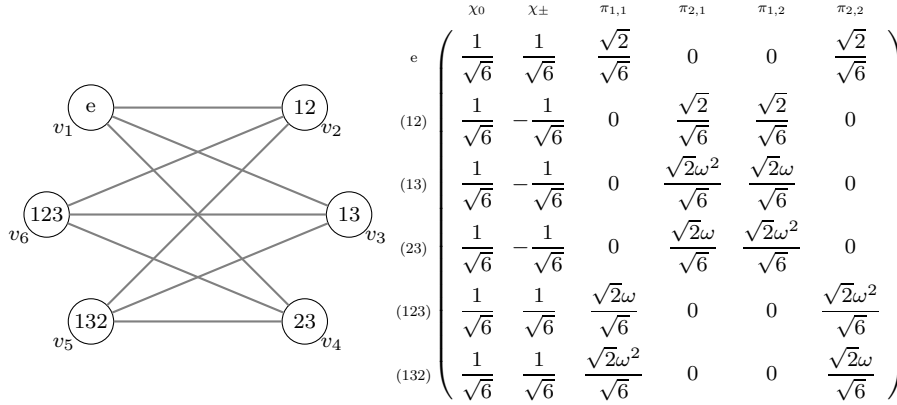 e 12
v₁ v₂
123 13
v₆ v₃
132 23
v₅ v₄
χ₀ χ± π₁,₁ π₂,₁ π₁,₂ π₂,₂
e 1/√6 1/√6 √2/√6 0 0 √2/√6
(12) 1/√6 −1/√6 0 √2/√6 √2/√6 0
(13) 1/√6 −1/√6 0 √2ω²/√6 √2ω/√6 0
(23) 1/√6 −1/√6 0 √2ω/√6 √2ω²/√6 0
(123) 1/√6 1/√6 √2ω/√6 0 0 √2ω²/√6
(132) 1/√6 1/√6 √2ω²/√6 0 0 √2ω/√6